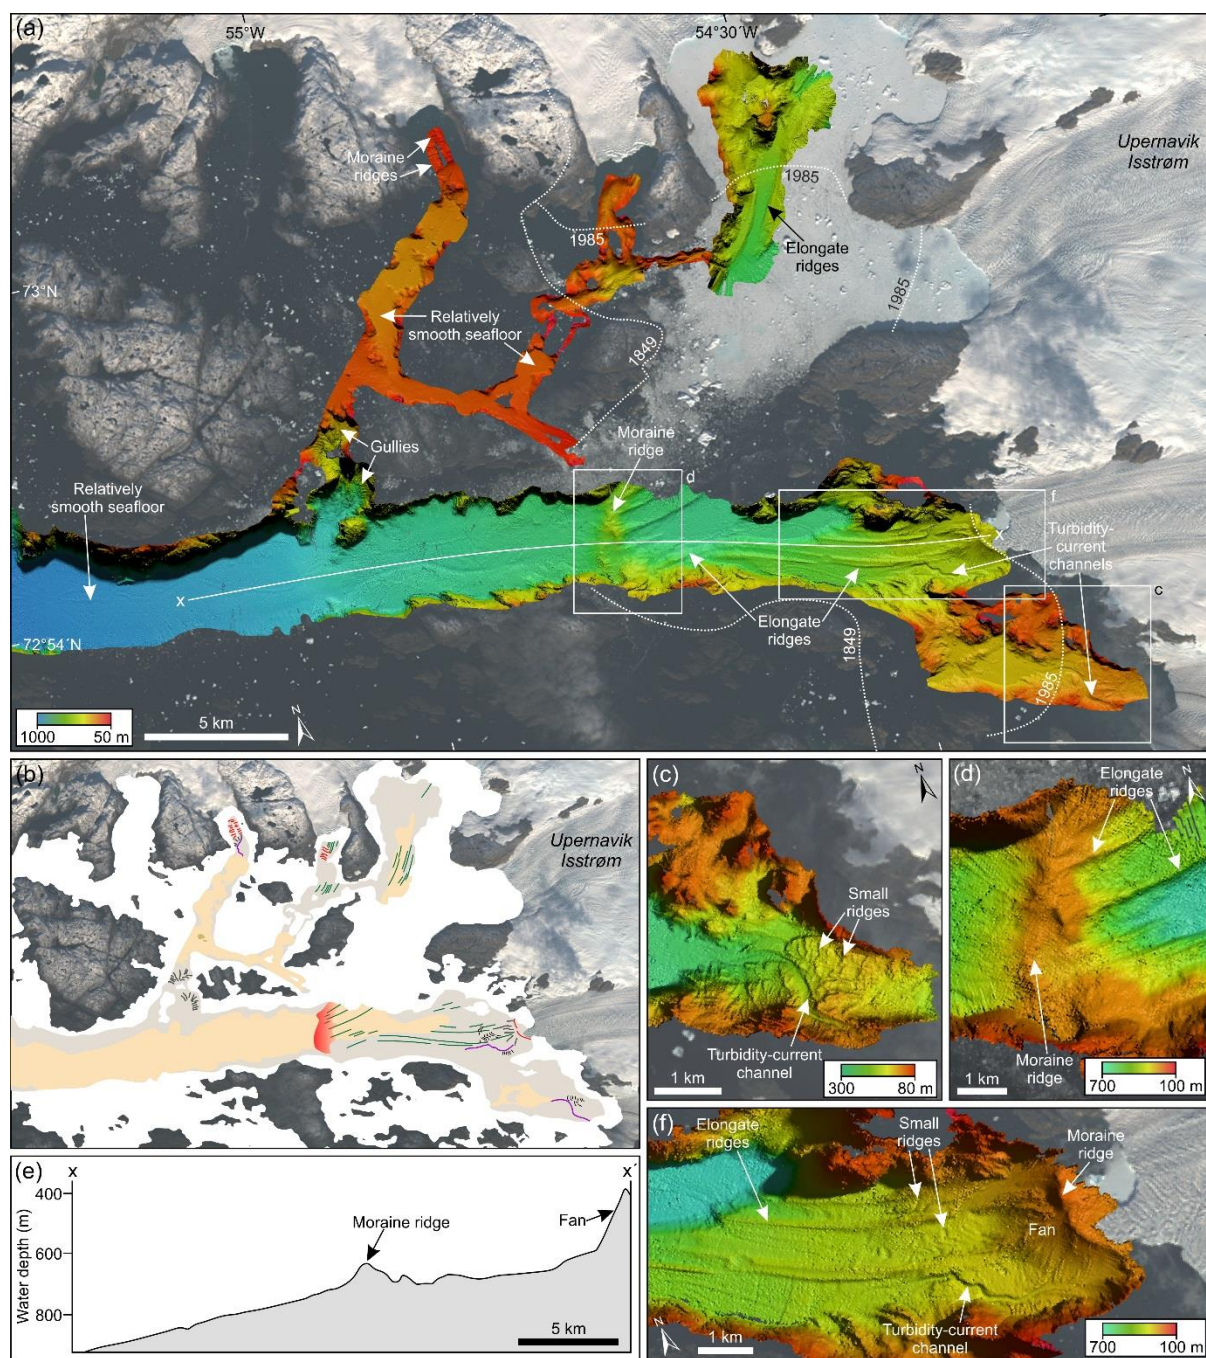 (a)
55°W
54°30´W
Moraine
ridges
Upernavik
Isstrøm
1985
1985
Elongate
ridges
1985
73°N
Relatively
smooth seafloor
1849
Moraine
ridge
Gullies
d
f
Relatively
smooth seafloor
Turbidity-
current
channels
x
x´
c
Elongate
ridges
1849
72°54´N
1985
1000
50 m
5 km
N
(b)
Upernavik
Isstrøm
(c)
N
Small
ridges
Turbidity-current
channel
1 km
300
80 m
(d)
Elongate
ridges
N
Moraine
ridge
1 km
700
100 m
(e)
x
x´
400
600
800
Water depth (m)
Moraine ridge
Fan
5 km
(f)
Elongate
ridges
Small
ridges
Moraine
ridge
Fan
Turbidity-current
channel
N
1 km
700
100 m